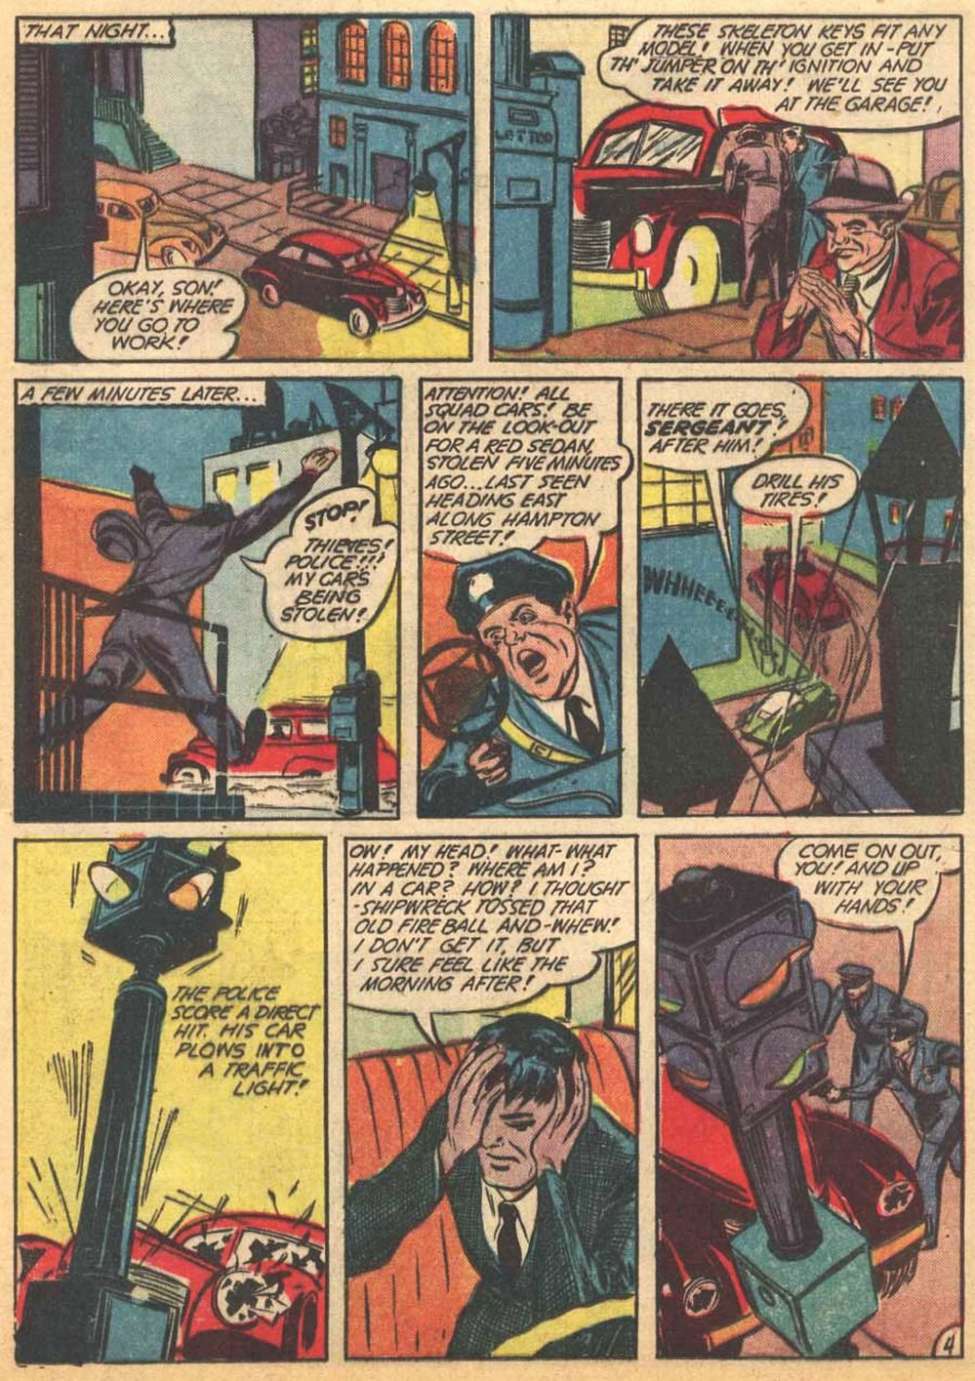 THAT NIGHT...
OKAY, SON!
HERE'S WHERE
YOU GO TO
WORK!
THESE SKELETON KEYS FIT ANY
MODEL! WHEN YOU GET IN - PUT
TH' JUMPER ON TH' IGNITION AND
TAKE IT AWAY! WE'LL SEE YOU
AT THE GARAGE!
LETTER
A FEW MINUTES LATER...
STOP!
THIEVES!
POLICE!!!
MY CAR'S
BEING
STOLEN!
ATTENTION! ALL
SQUAD CARS! BE
ON THE LOOK-OUT
FOR A RED SEDAN,
STOLEN FIVE MINUTES
AGO...LAST SEEN
HEADING EAST
ALONG HAMPTON
STREET!
THERE IT GOES,
SERGEANT!
AFTER HIM!
DRILL HIS
TIRES!
WHHEEEEE
THE POLICE
SCORE A DIRECT
HIT. HIS CAR
PLOWS INTO
A TRAFFIC
LIGHT!
OW! MY HEAD! WHAT-WHAT
HAPPENED? WHERE AM I?
IN A CAR? HOW? I THOUGHT
-SHIPWRECK TOSSED THAT
OLD FIREBALL AND-WHEW!
I DON'T GET IT, BUT
I SURE FEEL LIKE THE
MORNING AFTER!
COME ON OUT,
YOU! AND UP
WITH YOUR
HANDS!
4